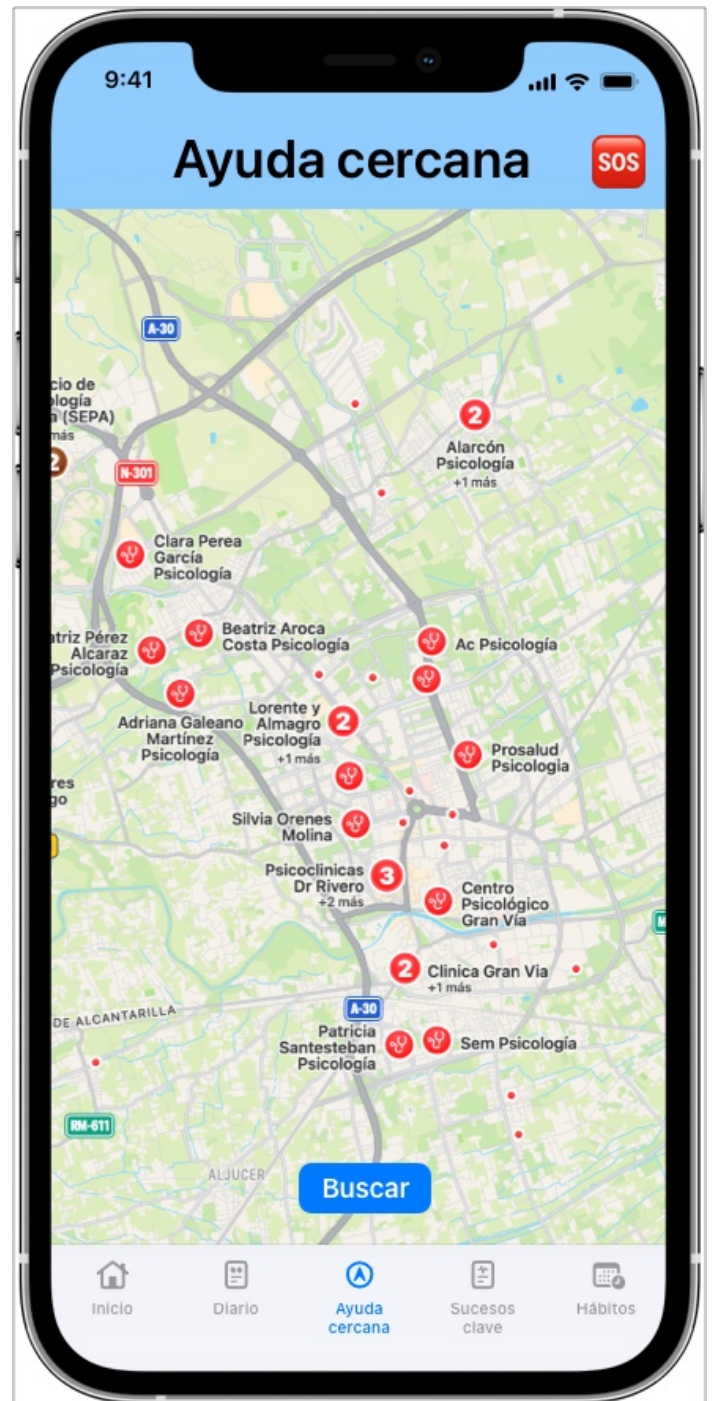 9:41
Ayuda cercana
SOS
A-30
cio de
ología
a (SEPA)
más
2
N-301
2
Alarcón
Psicología
+1 más
Clara Perea
García
Psicología
Beatriz Aroca
Costa Psicología
atriz Pérez
Alcaraz
Psicología
Ac Psicología
Adriana Galeano
Martínez
Psicología
Lorente y
Almagro
Psicología
+1 más
2
Prosalud
Psicologia
res
go
Silvia Orenes
Molina
Psicoclinicas
Dr Rivero
+2 más
3
Centro
Psicológico
Gran Vía
M
2
Clinica Gran Via
+1 más
DE ALCANTARILLA
A-30
Patricia
Santesteban
Psicología
Sem Psicología
RM-611
ALJUCER
Buscar
Inicio
Diario
Ayuda
cercana
Sucesos
clave
Hábitos